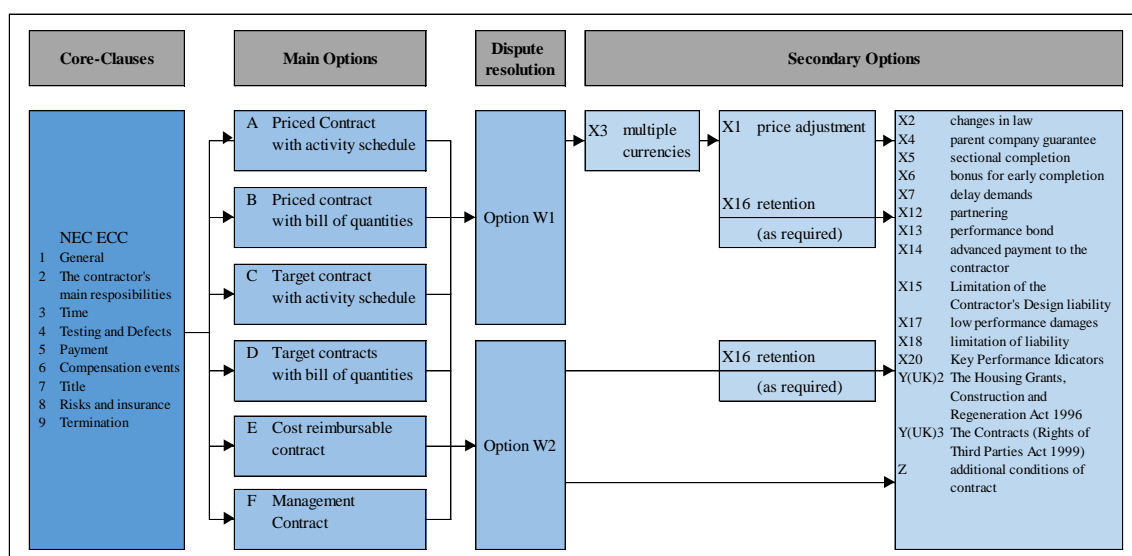 Core-Clauses
Main Options
Dispute
resolution
Secondary Options
NEC ECC
1 General
2 The contractor's
main resposibilities
3 Time
4 Testing and Defects
5 Payment
6 Compensation events
7 Title
8 Risks and insurance
9 Termination
A Priced Contract
with activity schedule
B Priced contract
with bill of quantities
C Target contract
with activity schedule
D Target contracts
with bill of quantities
E Cost reimbursable
contract
F Management
Contract
Option W1
Option W2
X3 multiple
currencies
X1 price adjustment
X16 retention
(as required)
X16 retention
(as required)
X2 changes in law
X4 parent company guarantee
X5 sectional completion
X6 bonus for early completion
X7 delay demands
X12 partnering
X13 performance bond
X14 advanced payment to the
contractor
X15 Limitation of the
Contractor's Design liability
X17 low performance damages
X18 limitation of liability
X20 Key Performance Idicators
Y(UK)2 The Housing Grants,
Construction and
Regeneration Act 1996
Y(UK)3 The Contracts (Rights of
Third Parties Act 1999)
Z additional conditions of
contract